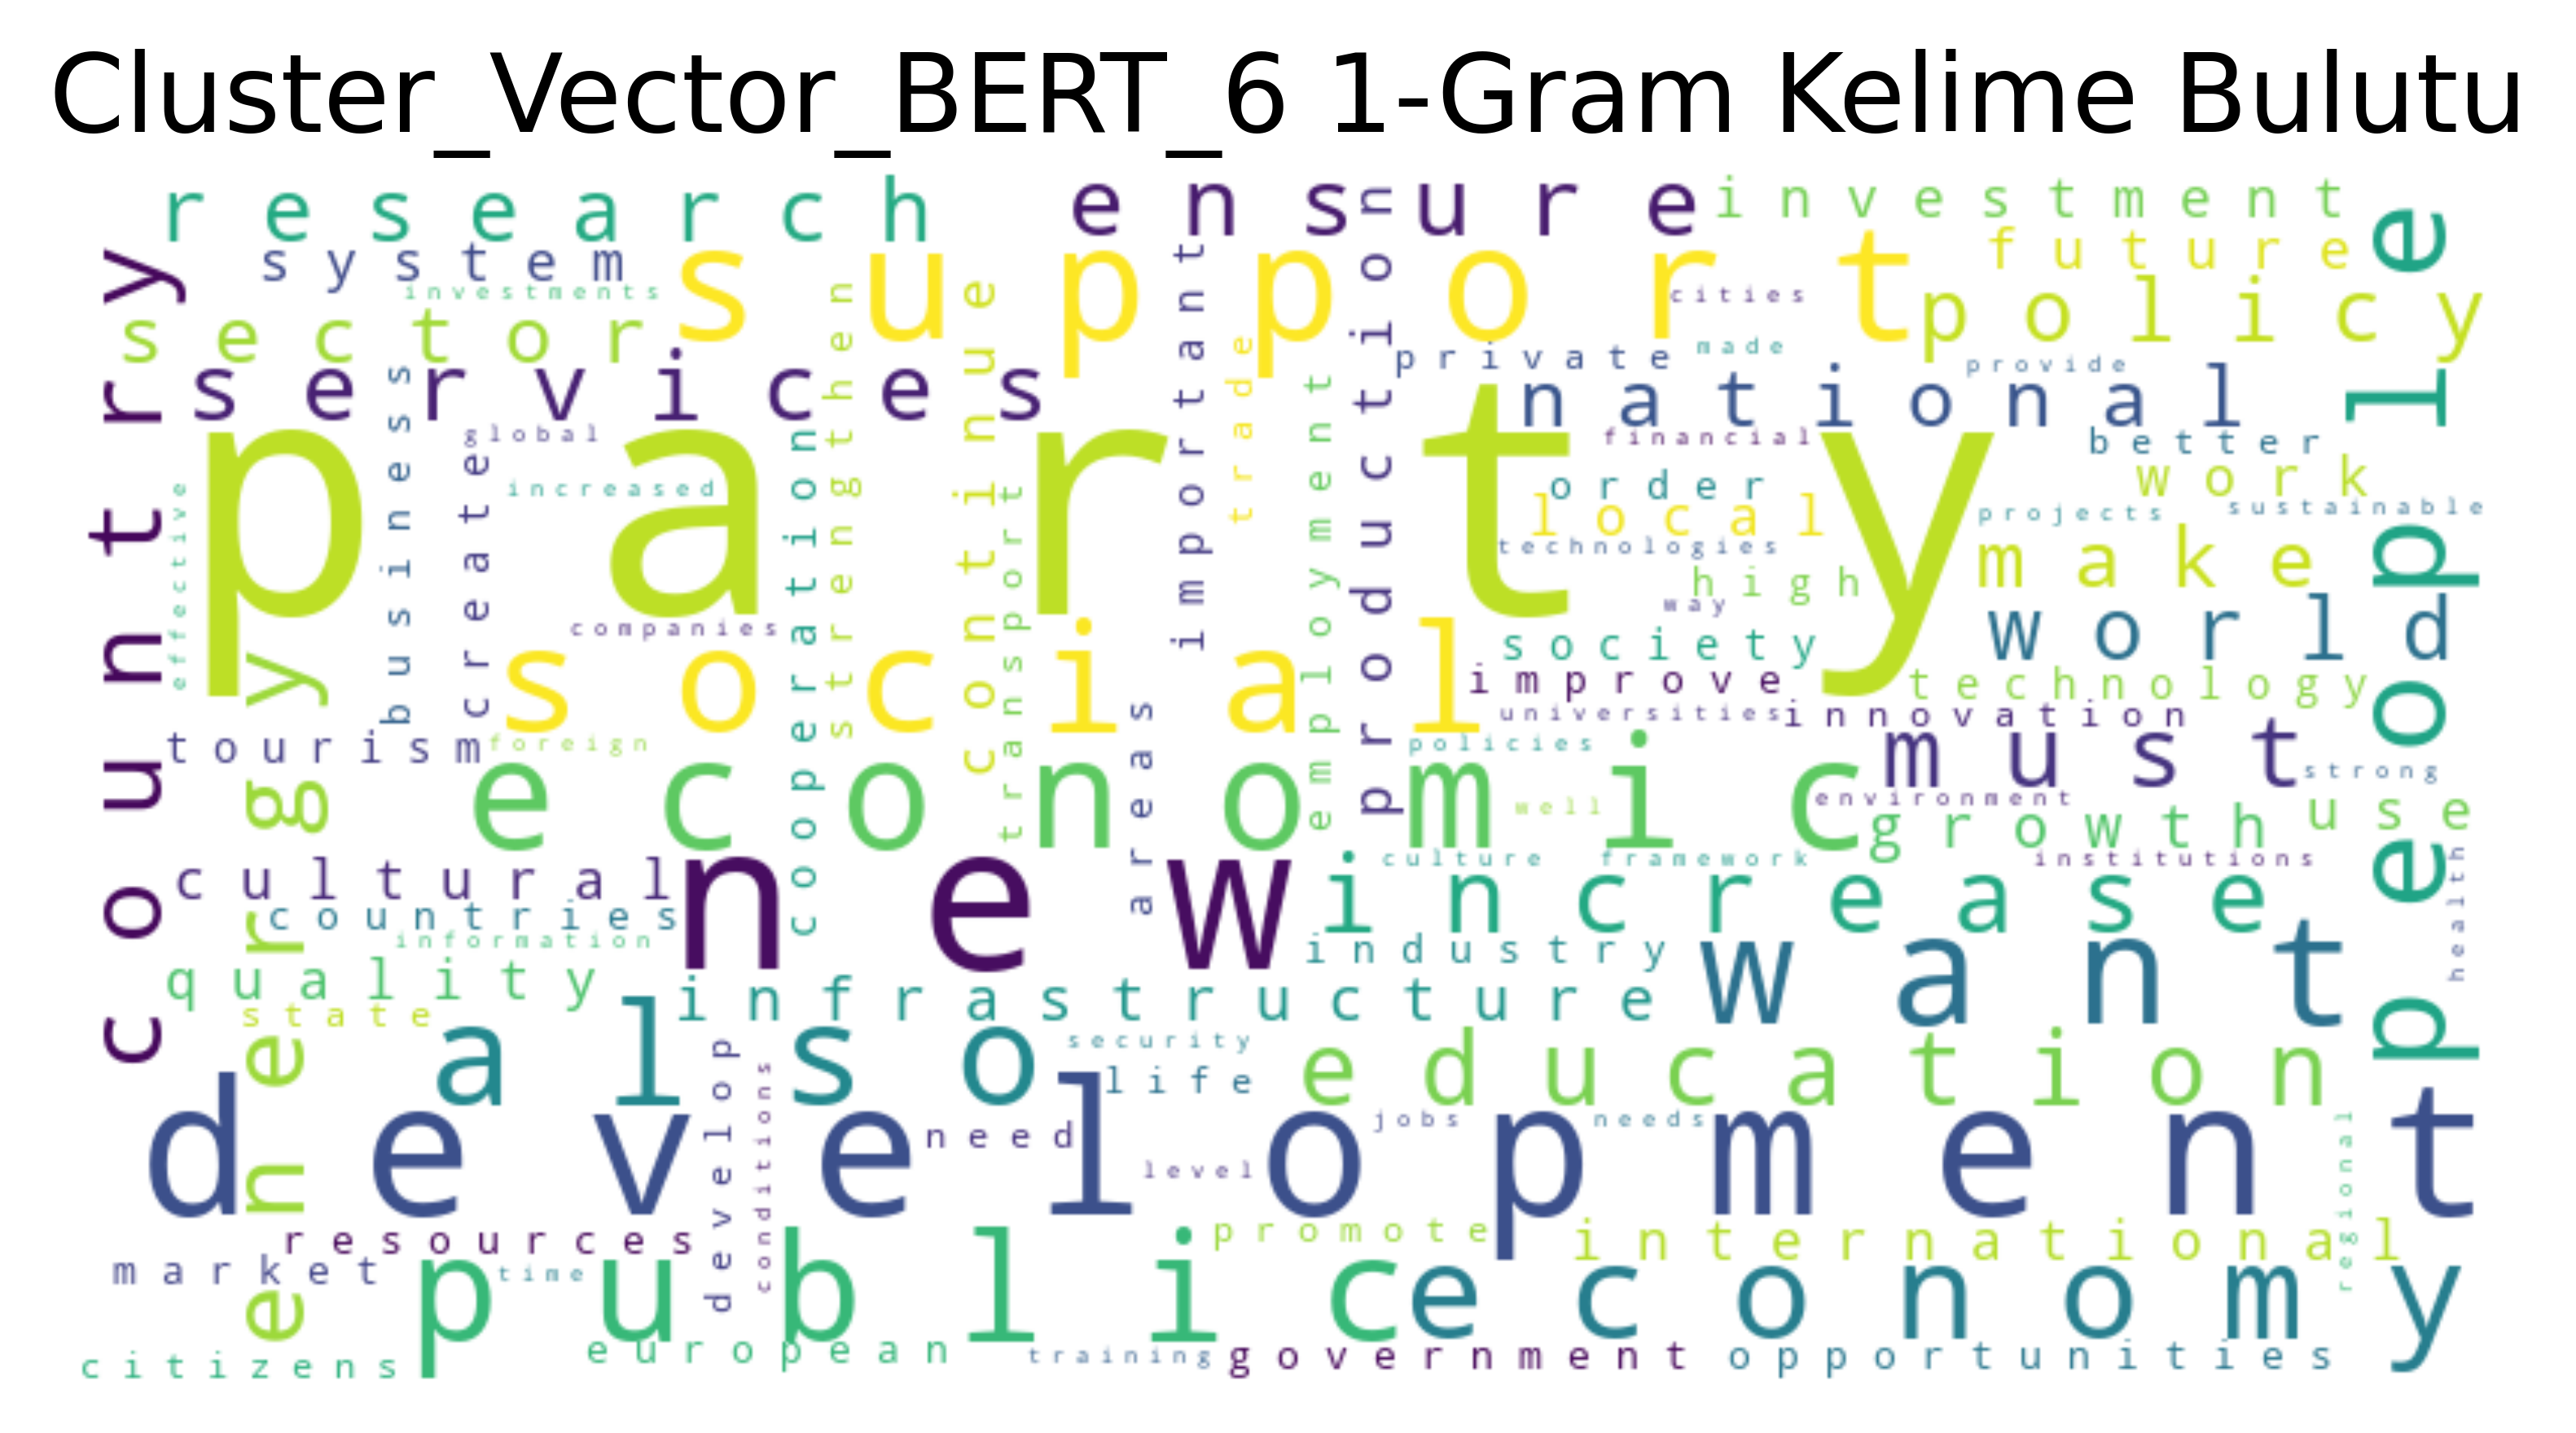 Cluster_Vector_BERT_6 1-Gram Kelime Bulutu
research
ensure
investment
system
support
future
investments
cities
sector
policy
private
made
services
provide
national
country
people
global
party
financial
better
work
increased
order
local
projects
sustainable
effective
business
create
cooperation
strengthen
continue
transport
important
trade
employment
production
technologies
make
high
way
companies
society
world
social
improve
technology
universities
innovation
areas
tourism
foreign
policies
must
strong
economic
environment
well
growth
use
energy
cultural
new
culture
framework
institutions
increase
health
countries
information
industry
want
quality
infrastructure
state
also
security
education
life
develop
conditions
development
need
jobs
needs
level
regional
resources
promote
international
market
time
public
economy
european
citizens
training
government
opportunities